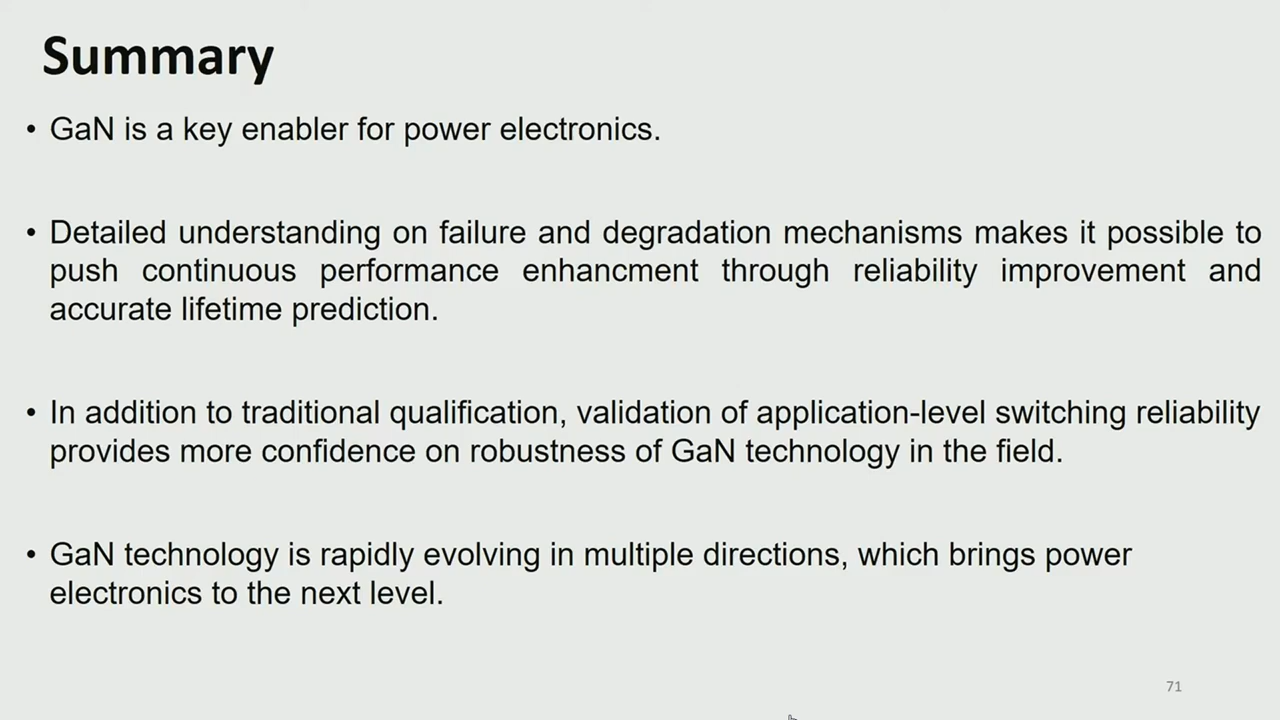 Summary
• GaN is a key enabler for power electronics.
• Detailed understanding on failure and degradation mechanisms makes it possible to
push continuous performance enhancment through reliability improvement and
accurate lifetime prediction.
• In addition to traditional qualification, validation of application-level switching reliability
provides more confidence on robustness of GaN technology in the field.
• GaN technology is rapidly evolving in multiple directions, which brings power
electronics to the next level.
71